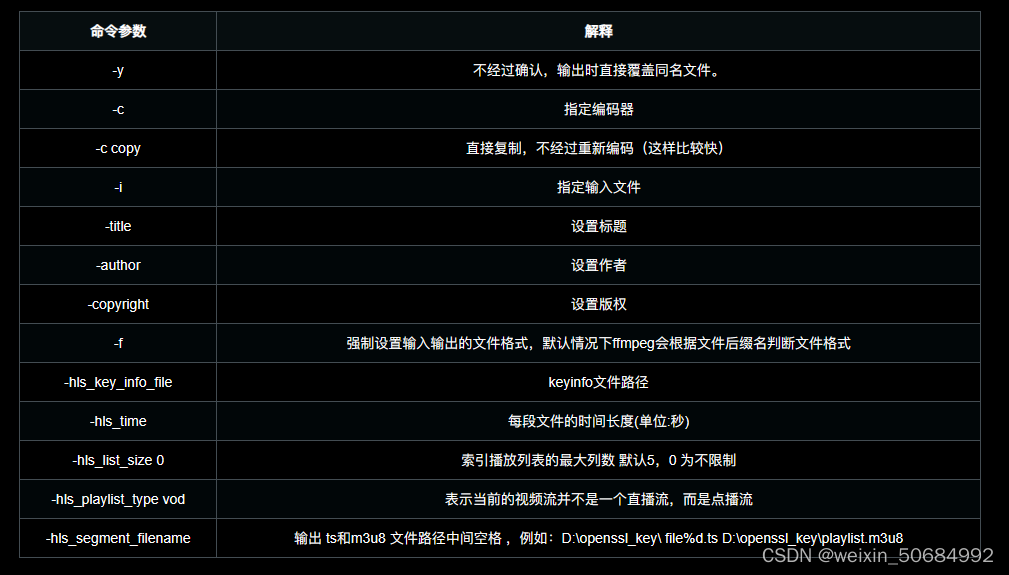 命令参数 解释
-y 不经过确认，输出时直接覆盖同名文件。
-c 指定编码器
-c copy 直接复制，不经过重新编码（这样比较快）
-i 指定输入文件
-title 设置标题
-author 设置作者
-copyright 设置版权
-f 强制设置输入输出的文件格式，默认情况下ffmpeg会根据文件后缀名判断文件格式
-hls_key_info_file keyinfo文件路径
-hls_time 每段文件的时间长度(单位:秒)
-hls_list_size 0 索引播放列表的最大列数 默认5，0 为不限制
-hls_playlist_type vod 表示当前的视频流并不是一个直播流，而是点播流
-hls_segment_filename 输出 ts和m3u8 文件路径中间空格 ，例如：D:\openssl_key\ file%d.ts D:\openssl_key\playlist.m3u8
CSDN @weixin_50684992